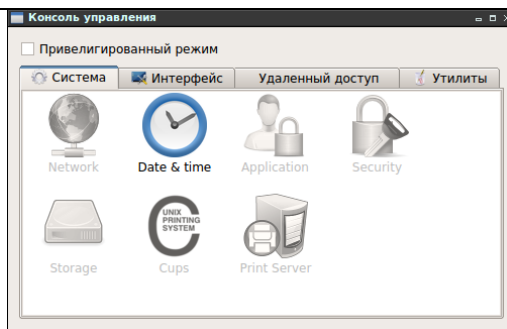 Консоль управления
Привелигированный режим
Система Интерфейс Удаленный доступ Утилиты
Network Date & time Application Security
UNIX
PRINTING
SYSTEM
Storage Cups Print Server